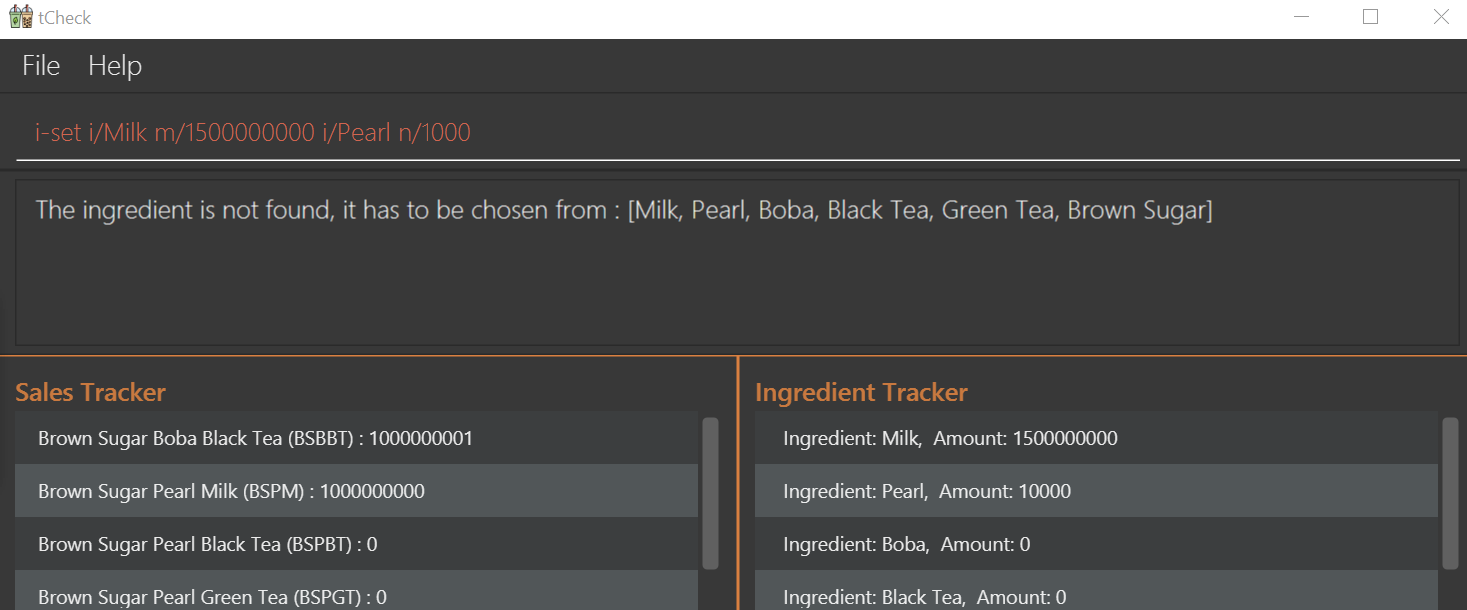 tCheck
File Help
i-set i/Milk m/1500000000 i/Pearl n/1000
The ingredient is not found, it has to be chosen from : [Milk, Pearl, Boba, Black Tea, Green Tea, Brown Sugar]
Sales Tracker
Brown Sugar Boba Black Tea (BSBBT) : 1000000001
Brown Sugar Pearl Milk (BSPM) : 1000000000
Brown Sugar Pearl Black Tea (BSPBT) : 0
Brown Sugar Pearl Green Tea (BSPGT) : 0
Ingredient Tracker
Ingredient: Milk,  Amount: 1500000000
Ingredient: Pearl,  Amount: 10000
Ingredient: Boba,  Amount: 0
Ingredient: Black Tea,  Amount: 0